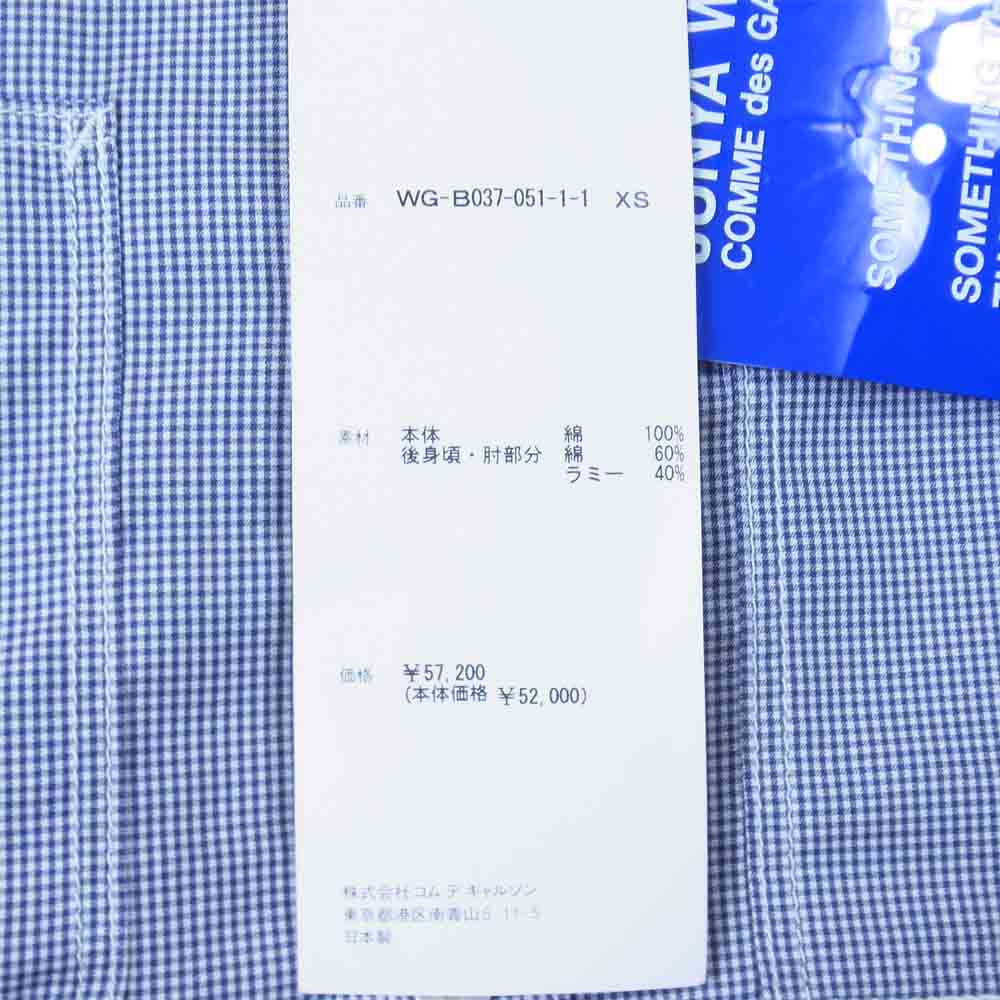 品番 WG-B037-051-1-1 XS
素材 本体 綿 100%
後身頃・肘部分 綿 60%
ラミー 40%
価格 ¥57,200
(本体価格 ¥52,000)
株式会社コム デ ギャルソン
東京都港区南青山5-11-5
日本製
JUNYA W
COMME des GA
SOMETHING
SOMETHING